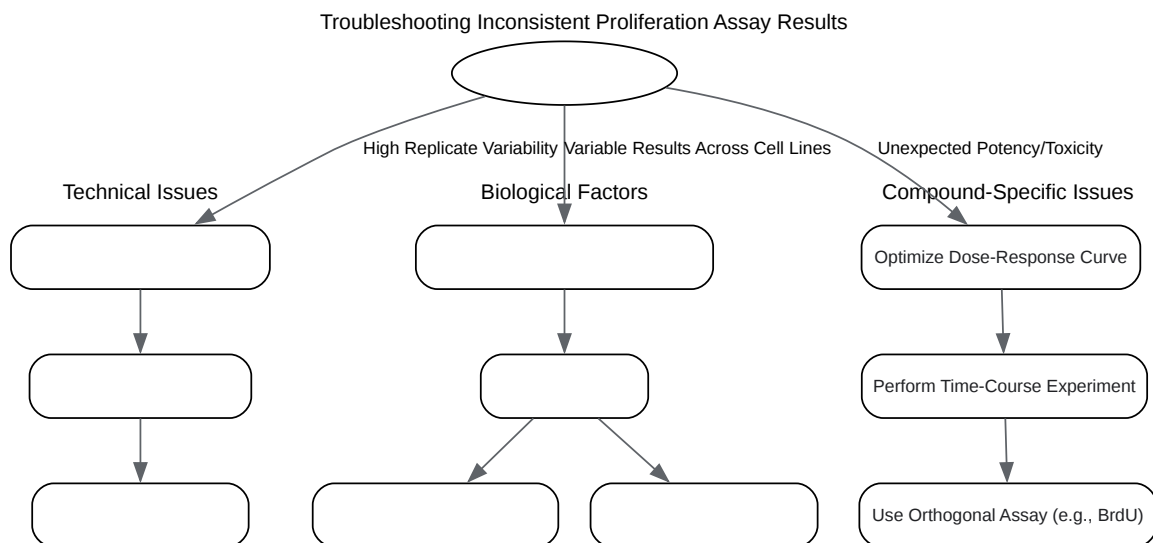 Troubleshooting Inconsistent Proliferation Assay Results
High Replicate Variability
Variable Results Across Cell Lines
Unexpected Potency/Toxicity
Technical Issues
Biological Factors
Compound-Specific Issues
Optimize Dose-Response Curve
Perform Time-Course Experiment
Use Orthogonal Assay (e.g., BrdU)